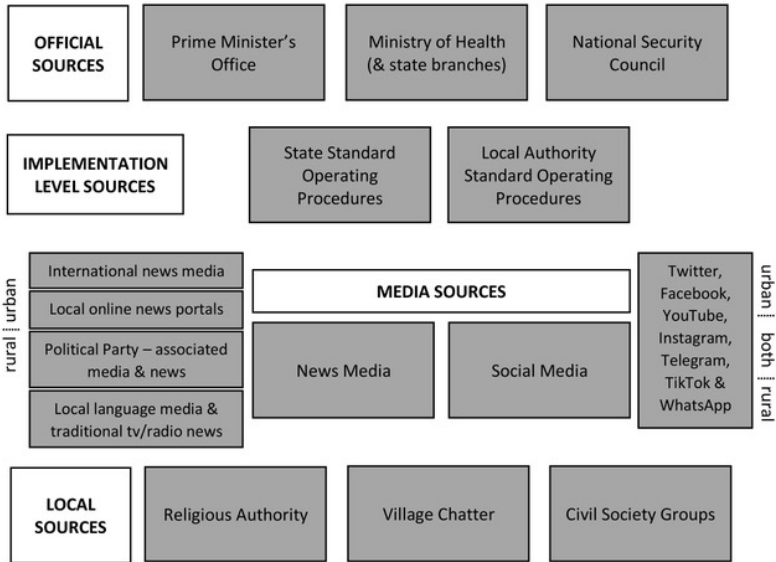 OFFICIAL
SOURCES
Prime Minister's
Office
Ministry of Health
(& state branches)
National Security
Council
IMPLEMENTATION
LEVEL SOURCES
State Standard
Operating
Procedures
Local Authority
Standard Operating
Procedures
rural urban
International news media
Local online news portals
Political Party – associated
media & news
Local language media &
traditional tv/radio news
MEDIA SOURCES
News Media
Social Media
Twitter,
Facebook,
YouTube,
Instagram,
Telegram,
TikTok &
WhatsApp
urban both rural
LOCAL
SOURCES
Religious Authority
Village Chatter
Civil Society Groups